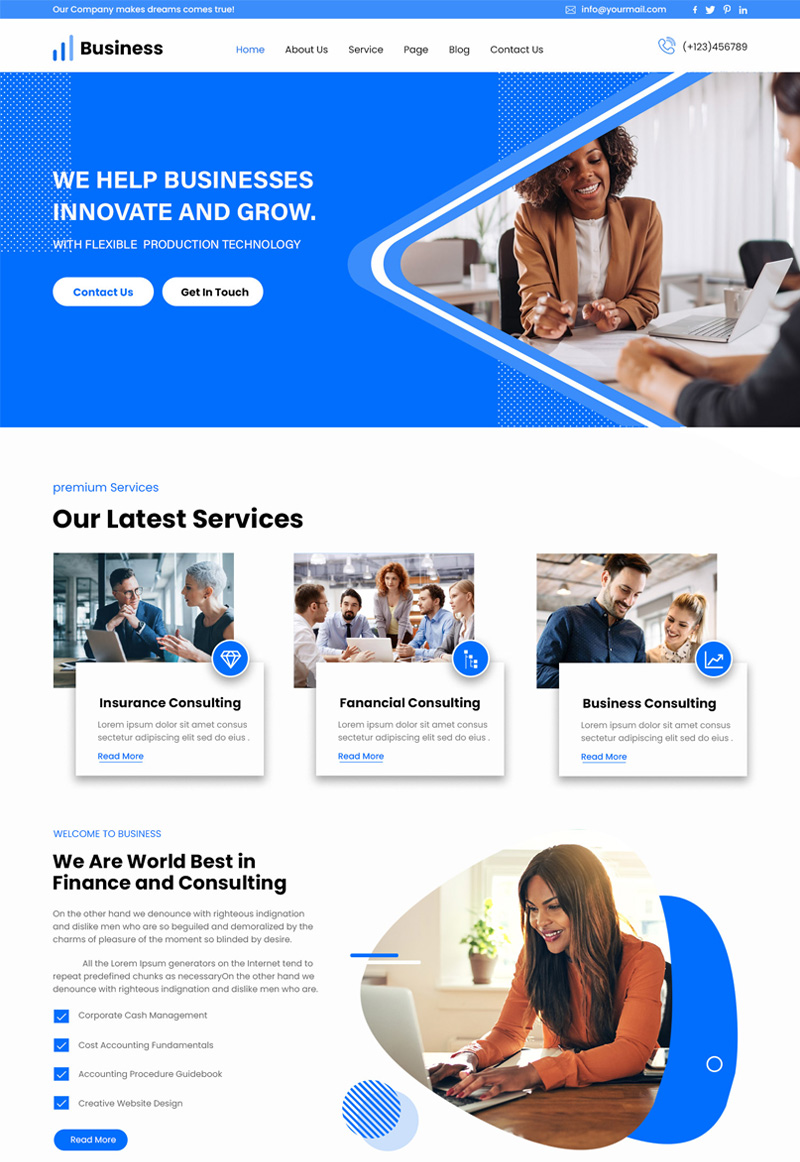 Our Company makes dreams comes true!
info@yourmail.com
Business
Home
About Us
Service
Page
Blog
Contact Us
(+123)456789
WE HELP BUSINESSES
INNOVATE AND GROW.
WITH FLEXIBLE PRODUCTION TECHNOLOGY
Contact Us
Get In Touch
premium Services
Our Latest Services
Insurance Consulting
Lorem ipsum dolor sit amet consus
sectetur adipiscing elit sed do eius .
Read More
Fanancial Consulting
Lorem ipsum dolor sit amet consus
sectetur adipiscing elit sed do eius .
Read More
Business Consulting
Lorem ipsum dolor sit amet consus
sectetur adipiscing elit sed do eius .
Read More
WELCOME TO BUSINESS
We Are World Best in
Finance and Consulting
On the other hand we denounce with righteous indignation
and dislike men who are so beguiled and demoralized by the
charms of pleasure of the moment so blinded by desire.
All the Lorem Ipsum generators on the Internet tend to
repeat predefined chunks as necessaryOn the other hand we
denounce with righteous indignation and dislike men who are.
Corporate Cash Management
Cost Accounting Fundamentals
Accounting Procedure Guidebook
Creative Website Design
Read More